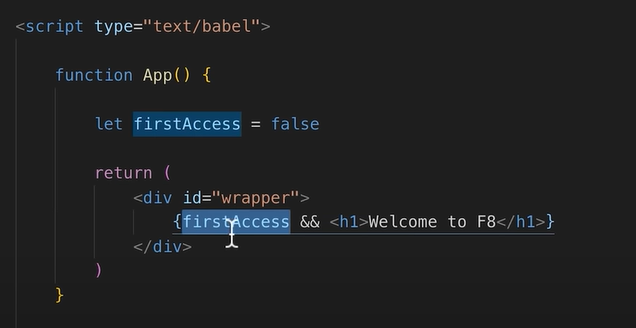 <script type="text/babel">
function App() {
let firstAccess = false
return (
<div id="wrapper">
{firstAccess && <h1>Welcome to F8</h1>}
</div>
)
}